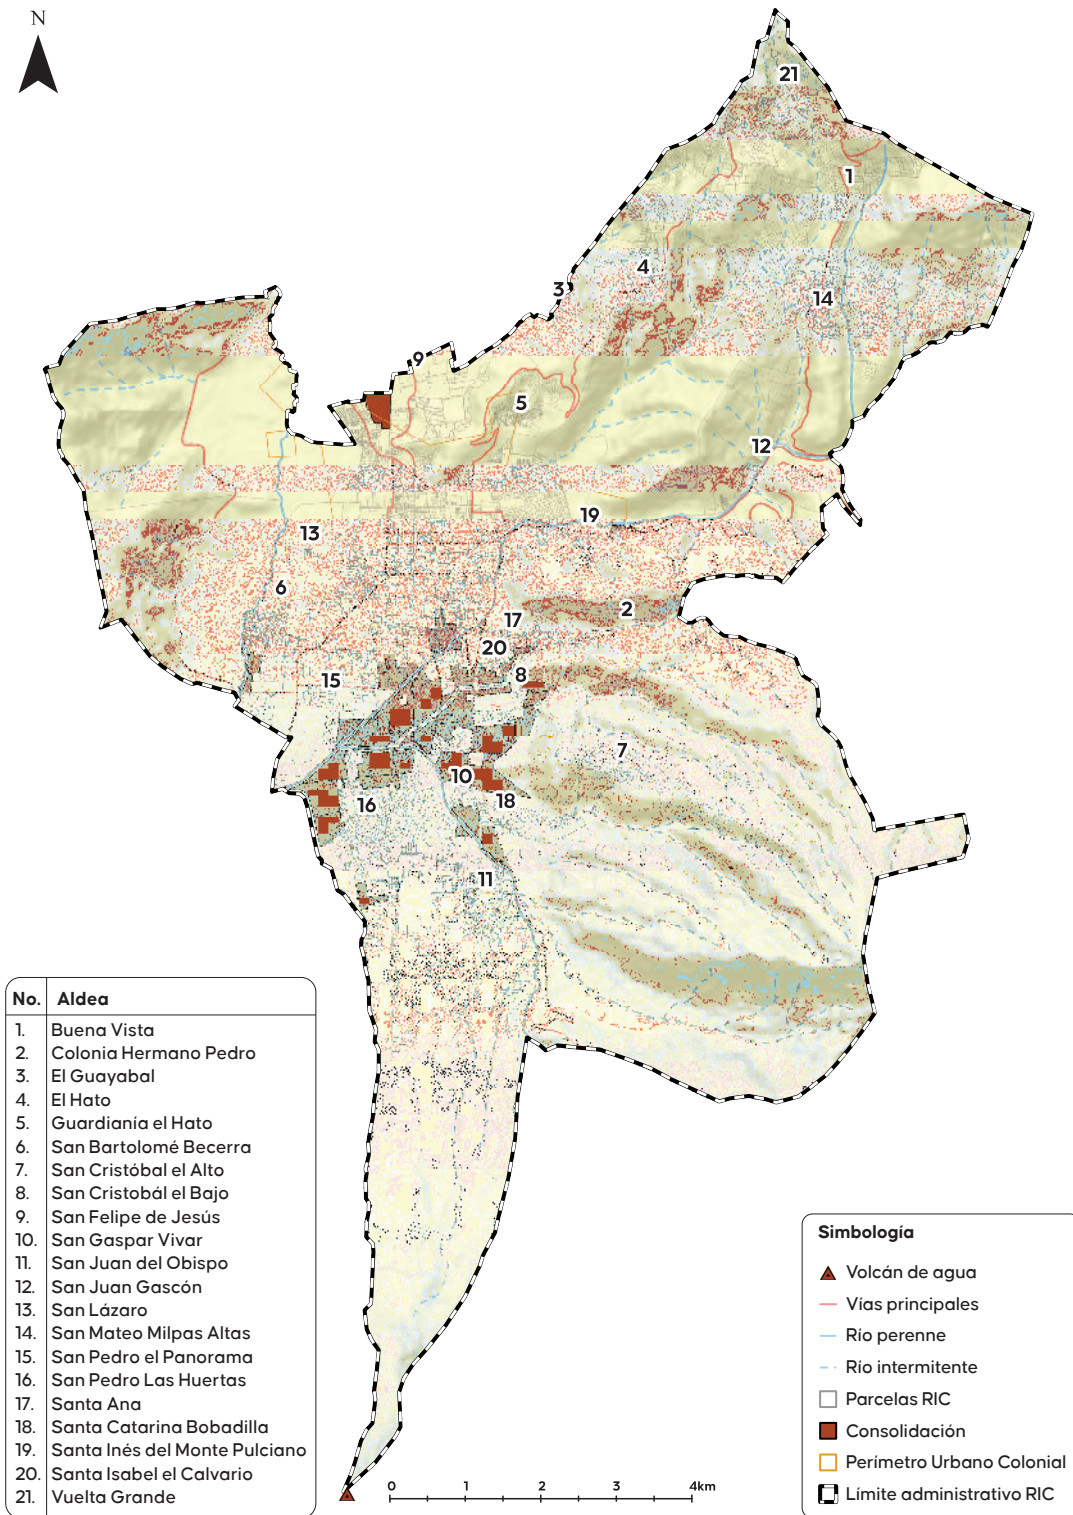 N
21
1
4
3
14
9
5
12
19
13
6
2
17
20
15
8
7
10
16
18
11
No. Aldea
1. Buena Vista
2. Colonia Hermano Pedro
3. El Guayabal
4. El Hato
5. Guardianía el Hato
6. San Bartolomé Becerra
7. San Cristóbal el Alto
8. San Cristobál el Bajo
9. San Felipe de Jesús
10. San Gaspar Vivar
11. San Juan del Obispo
12. San Juan Gascón
13. San Lázaro
14. San Mateo Milpas Altas
15. San Pedro el Panorama
16. San Pedro Las Huertas
17. Santa Ana
18. Santa Catarina Bobadilla
19. Santa Inés del Monte Pulciano
20. Santa Isabel el Calvario
21. Vuelta Grande
0 1 2 3 4km
Simbología
Volcán de agua
Vías principales
Río perenne
Río intermitente
Parcelas RIC
Consolidación
Perímetro Urbano Colonial
Límite administrativo RIC